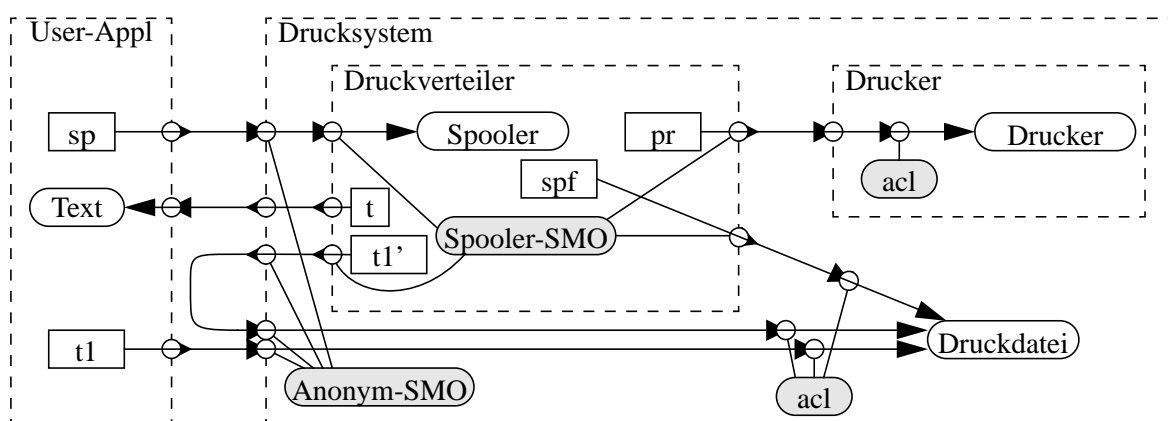 User-Appl
Drucksystem
Druckverteiler
Drucker
sp
Spooler
pr
Drucker
spf
acl
Text
t
Spooler-SMO
t1’
t1
Druckdatei
Anonym-SMO
acl